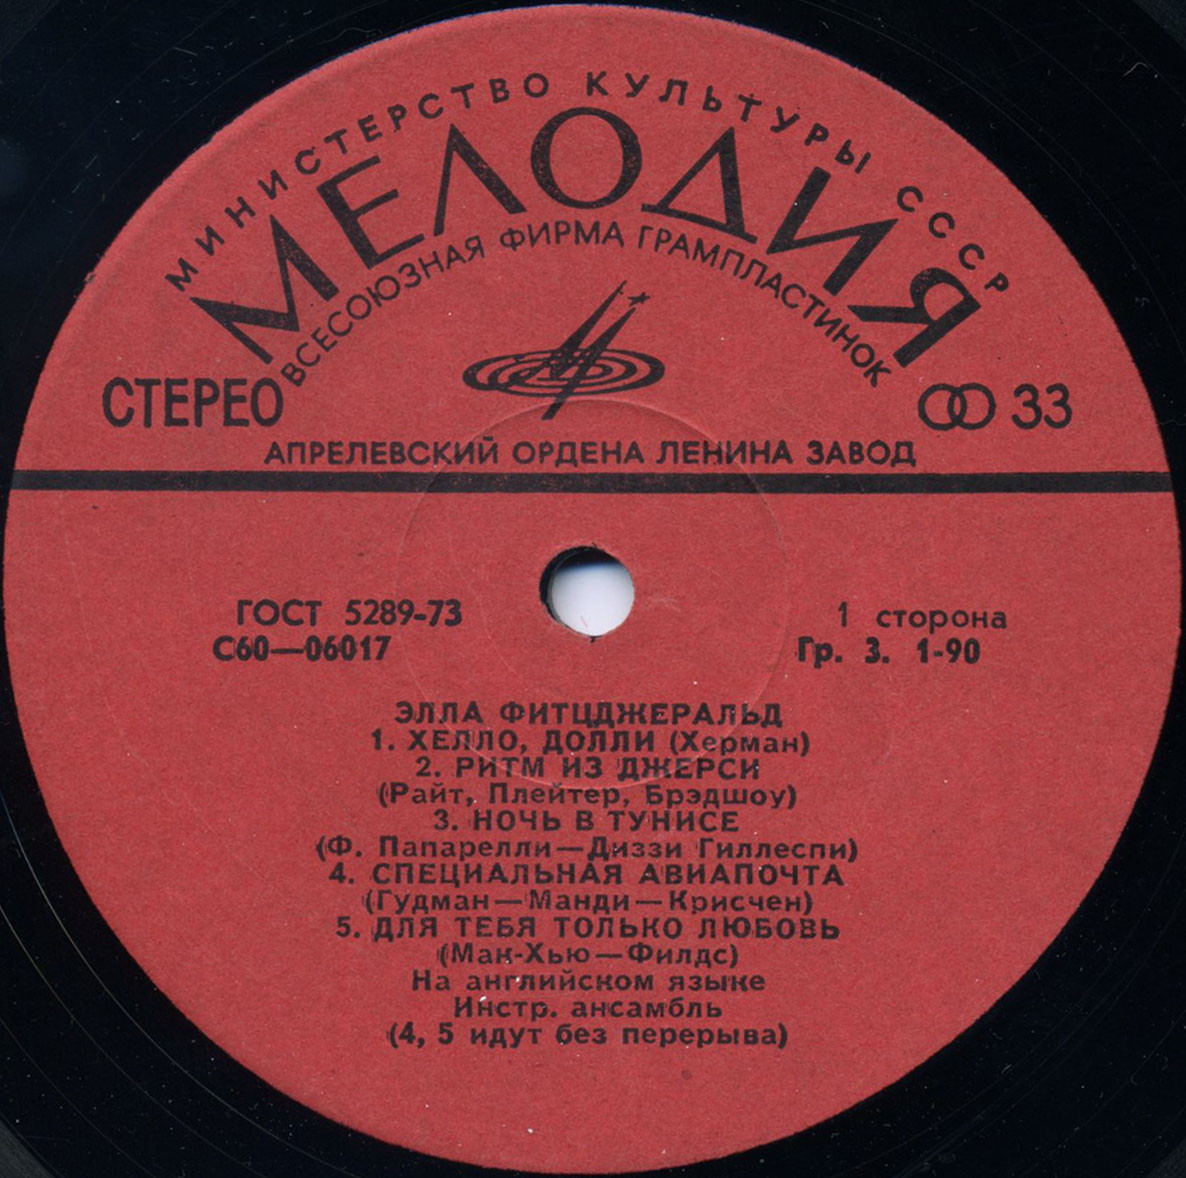 МИНИСТЕРСТВО КУЛЬТУРЫ СССР
МЕЛОДИЯ
ВСЕСОЮЗНАЯ ФИРМА ГРАМПЛАСТИНОК
СТЕРЕО
33
АПРЕЛЕВСКИЙ ОРДЕНА ЛЕНИНА ЗАВОД
ГОСТ 5289-73
С60—06017
1 сторона
Гр. 3. 1-90
ЭЛЛА ФИТЦДЖЕРАЛЬД
1. ХЕЛЛО, ДОЛЛИ (Херман)
2. РИТМ ИЗ ДЖЕРСИ
(Райт, Плейтер, Брэдшоу)
3. НОЧЬ В ТУНИСЕ
(Ф. Папарелли—Диззи Гиллеспи)
4. СПЕЦИАЛЬНАЯ АВИАПОЧТА
(Гудман—Манди—Крисчен)
5. ДЛЯ ТЕБЯ ТОЛЬКО ЛЮБОВЬ
(Мак-Хью—Филдс)
На английском языке
Инстр. ансамбль
(4, 5 идут без перерыва)